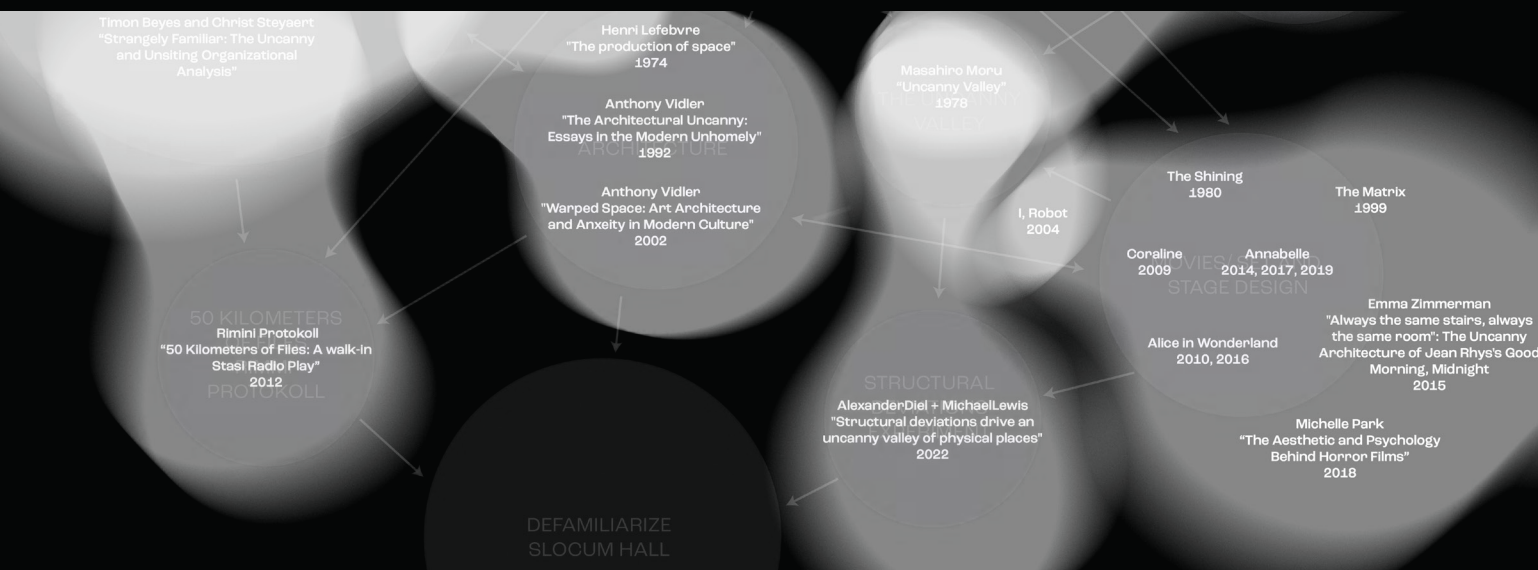 Timon Beyes and Christ Steyaert
"Strangely Familiar: The Uncanny
and Unsiting Organizational
Analysis"
Henri Lefebvre
"The production of space"
1974
Anthony Vidler
"The Architectural Uncanny:
Essays in the Modern Unhomely"
1992
ARCHITECTURE
Anthony Vidler
"Warped Space: Art Architecture
and Anxeity in Modern Culture"
2002
Masahiro Moru
"Uncanny Valley"
1978
THE UNCANNY
VALLEY
I, Robot
2004
The Shining
1980
The Matrix
1999
Coraline
2009
Annabelle
2014, 2017, 2019
STAGE DESIGN
Alice in Wonderland
2010, 2016
Emma Zimmerman
"Always the same stairs, always
the same room": The Uncanny
Architecture of Jean Rhys's Good
Morning, Midnight
2015
Michelle Park
"The Aesthetic and Psychology
Behind Horror Films"
2018
50 KILOMETERS
Rimini Protokoll
"50 Kilometers of Files: A walk-in
Stasi Radio Play"
2012
PROTOKOLL
STRUCTURAL
AlexanderDiel + MichaelLewis
"Structural deviations drive an
uncanny valley of physical places"
2022
DEFAMILIARIZE
SLOCUM HALL